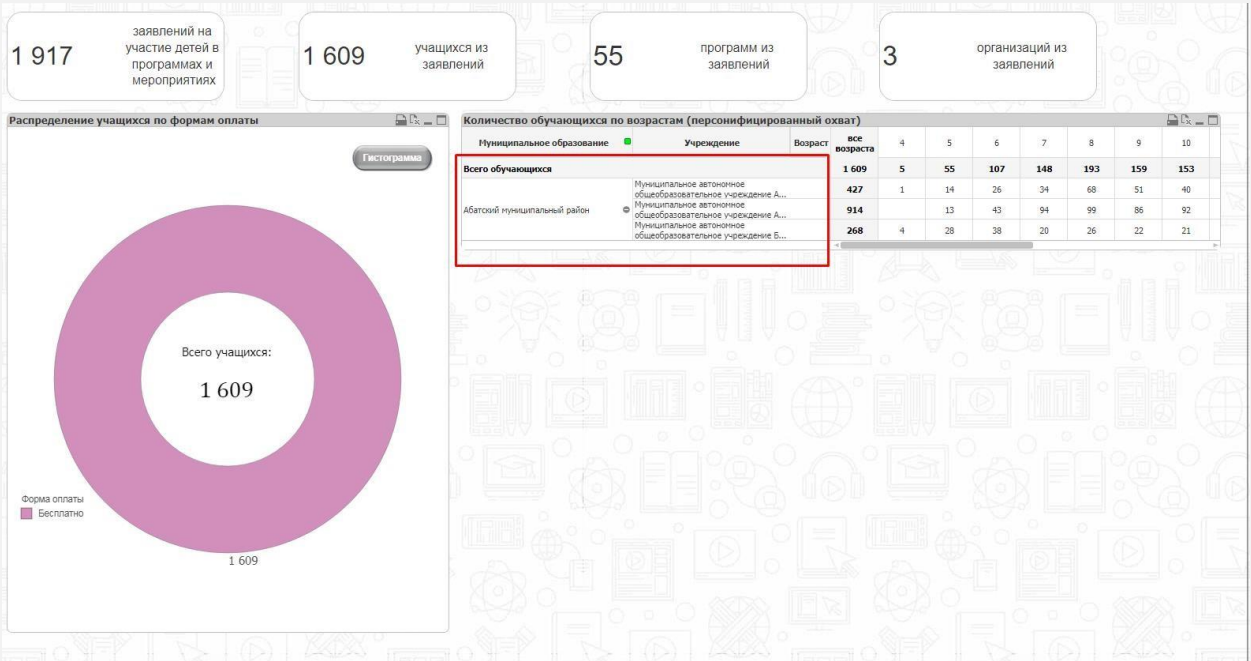 1 917
заявлений на
участие детей в
программах и
мероприятиях
1 609
учащихся из
заявлений
55
программ из
заявлений
3
организаций из
заявлений
Распределение учащихся по формам оплаты
Гистограмма
Всего учащихся:
1 609
Форма оплаты
Бесплатно
1 609
Количество обучающихся по возрастам (персонифицированный охват)
Муниципальное образование Учреждение Возраст все возраста 4 5 6 7 8 9 10
Всего обучающихся 1 609 5 55 107 148 193 159 153
Абатский муниципальный район
Муниципальное автономное
общеобразовательное учреждение А... 427 1 14 26 34 68 51 40
Муниципальное автономное
общеобразовательное учреждение А... 914 13 43 94 99 86 92
Муниципальное автономное
общеобразовательное учреждение Б... 268 4 28 38 20 26 22 21